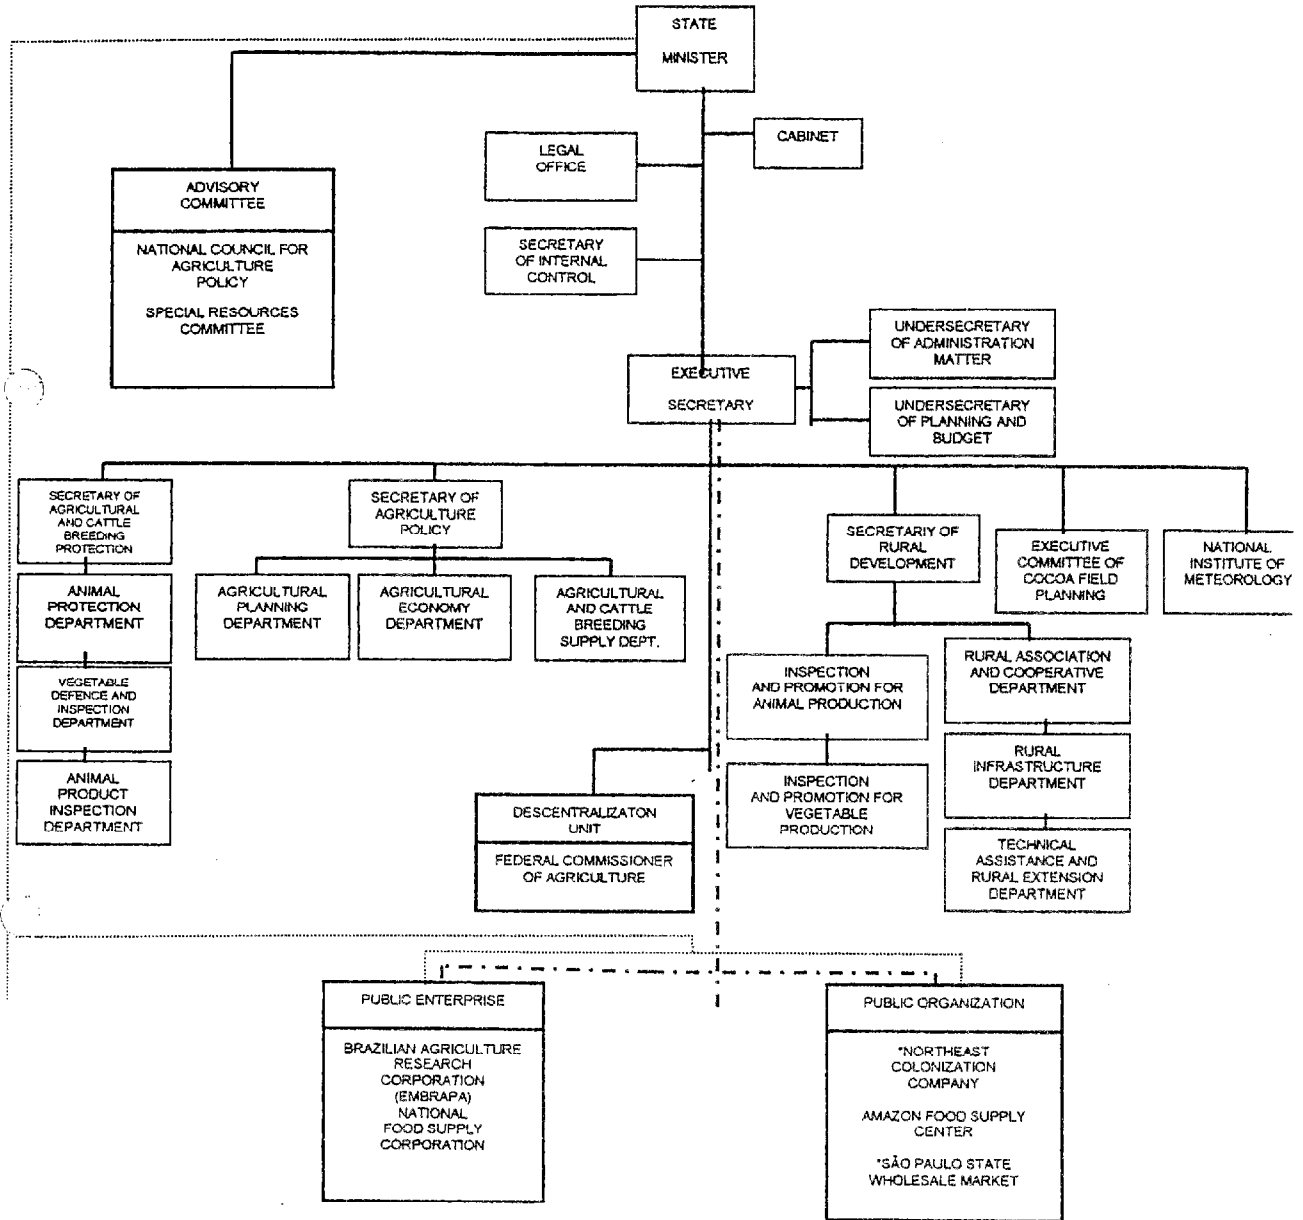 STATE
MINISTER
CABINET
LEGAL
OFFICE
ADVISORY
COMMITTEE
NATIONAL COUNCIL FOR
AGRICULTURE
POLICY
SPECIAL RESOURCES
COMMITTEE
SECRETARY
OF INTERNAL
CONTROL
UNDERSECRETARY
OF ADMINISTRATION
MATTER
EXECUTIVE
SECRETARY
UNDERSECRETARY
OF PLANNING AND
BUDGET
SECRETARY OF
AGRICULTURAL
AND CATTLE
BREEDING
PROTECTION
SECRETARY OF
AGRICULTURE
POLICY
SECRETARIY OF
RURAL
DEVELOPMENT
EXECUTIVE
COMMITTEE OF
COCOA FIELD
PLANNING
NATIONAL
INSTITUTE OF
METEOROLOGY
ANIMAL
PROTECTION
DEPARTMENT
AGRICULTURAL
PLANNING
DEPARTMENT
AGRICULTURAL
ECONOMY
DEPARTMENT
AGRICULTURAL
AND CATTLE
BREEDING
SUPPLY DEPT.
VEGETABLE
DEFENCE AND
INSPECTION
DEPARTMENT
INSPECTION
AND PROMOTION FOR
ANIMAL PRODUCTION
RURAL ASSOCIATION
AND COOPERATIVE
DEPARTMENT
ANIMAL
PRODUCT
INSPECTION
DEPARTMENT
INSPECTION
AND PROMOTION FOR
VEGETABLE
PRODUCTION
RURAL
INFRASTRUCTURE
DEPARTMENT
DESCENTRALIZATON
UNIT
FEDERAL COMMISSIONER
OF AGRICULTURE
TECHNICAL
ASSISTANCE AND
RURAL EXTENSION
DEPARTMENT
PUBLIC ENTERPRISE
BRAZILIAN AGRICULTURE
RESEARCH
CORPORATION
(EMBRAPA)
NATIONAL
FOOD SUPPLY
CORPORATION
PUBLIC ORGANIZATION
*NORTHEAST
COLONIZATION
COMPANY
AMAZON FOOD SUPPLY
CENTER
*SÃO PAULO STATE
WHOLESALE MARKET